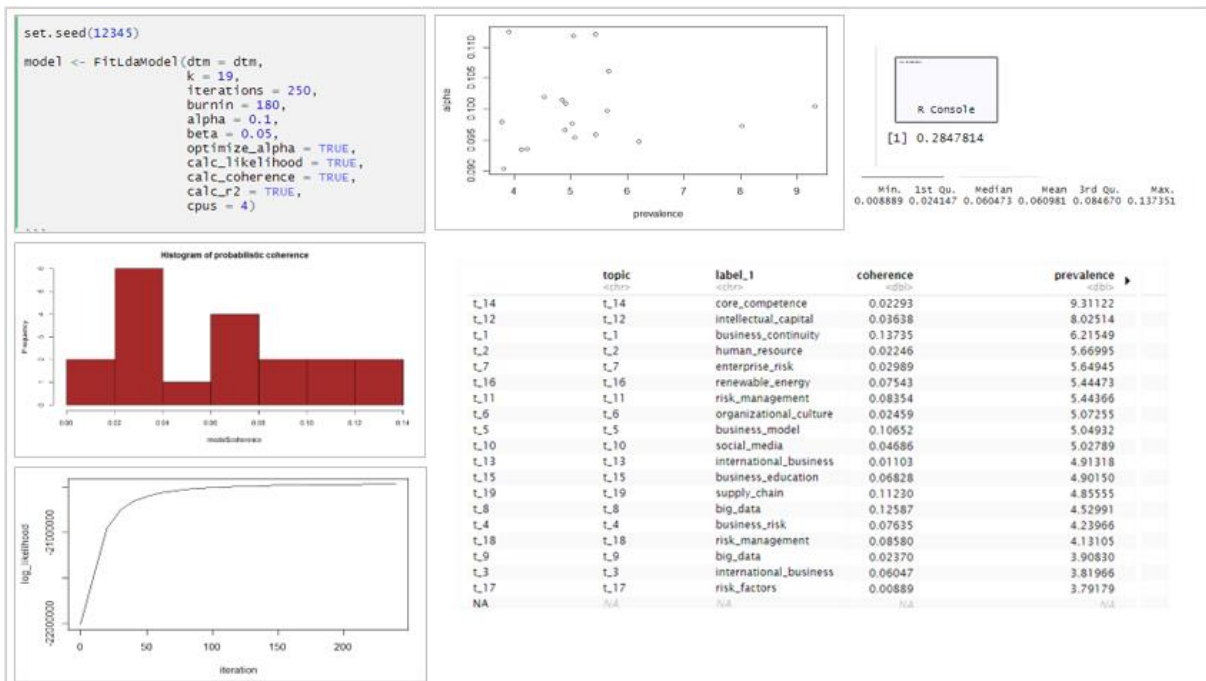 set.seed(12345)
model <- FitLdaModel(dtm = dtm,
k = 19,
iterations = 250,
burnin = 180,
alpha = 0.1,
beta = 0.05,
optimize_alpha = TRUE,
calc_likelihood = TRUE,
calc_coherence = TRUE,
calc_r2 = TRUE,
cpus = 4)
```
alpha
0.090 0.095 0.100 0.105 0.110
4 5 6 7 8 9
prevalence
R Console
[1] 0.2847814
Min. 1st Qu. Median Mean 3rd Qu. Max.
0.008889 0.024147 0.060473 0.060981 0.084670 0.137351
Histogram of probabilistic coherence
Frequency
0 1 2 3 4 5 6
0.00 0.02 0.04 0.06 0.08 0.10 0.12 0.14
model$coherence
log_likelihood
-22000000 -21000000
0 50 100 150 200
iteration
topic label_1 coherence prevalence
<chr> <chr> <dbl> <dbl>
t_14 t_14 core_competence 0.02293 9.31122
t_12 t_12 intellectual_capital 0.03638 8.02514
t_1 t_1 business_continuity 0.13735 6.21549
t_2 t_2 human_resource 0.02246 5.66995
t_7 t_7 enterprise_risk 0.02989 5.64945
t_16 t_16 renewable_energy 0.07543 5.44473
t_11 t_11 risk_management 0.08354 5.44366
t_6 t_6 organizational_culture 0.02459 5.07255
t_5 t_5 business_model 0.10652 5.04932
t_10 t_10 social_media 0.04686 5.02789
t_13 t_13 international_business 0.01103 4.91318
t_15 t_15 business_education 0.06828 4.90150
t_19 t_19 supply_chain 0.11230 4.85555
t_8 t_8 big_data 0.12587 4.52991
t_4 t_4 business_risk 0.07635 4.23966
t_18 t_18 risk_management 0.08580 4.13105
t_9 t_9 big_data 0.02370 3.90830
t_3 t_3 international_business 0.06047 3.81966
t_17 t_17 risk_factors 0.00889 3.79179
NA NA NA NA NA